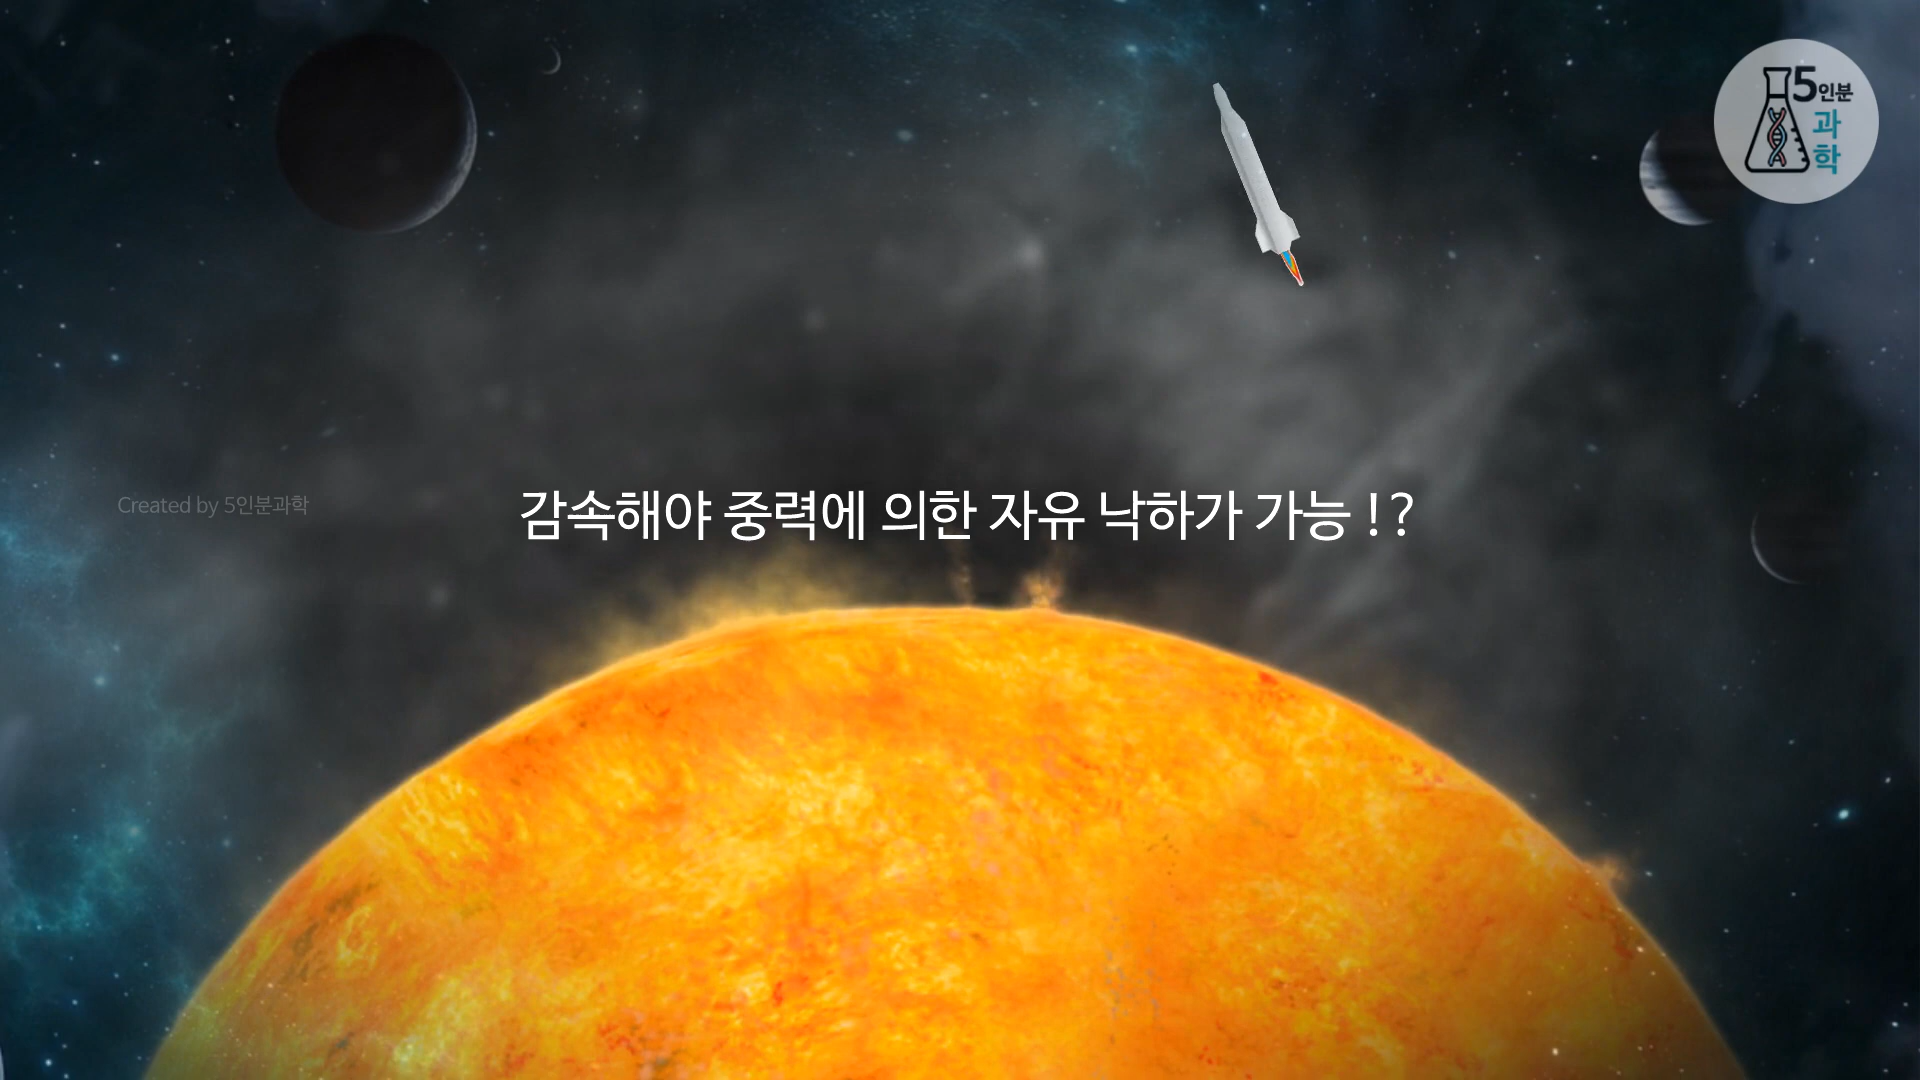 5인분
과
학
Created by 5인분과학
감속해야 중력에 의한 자유 낙하가 가능 !?